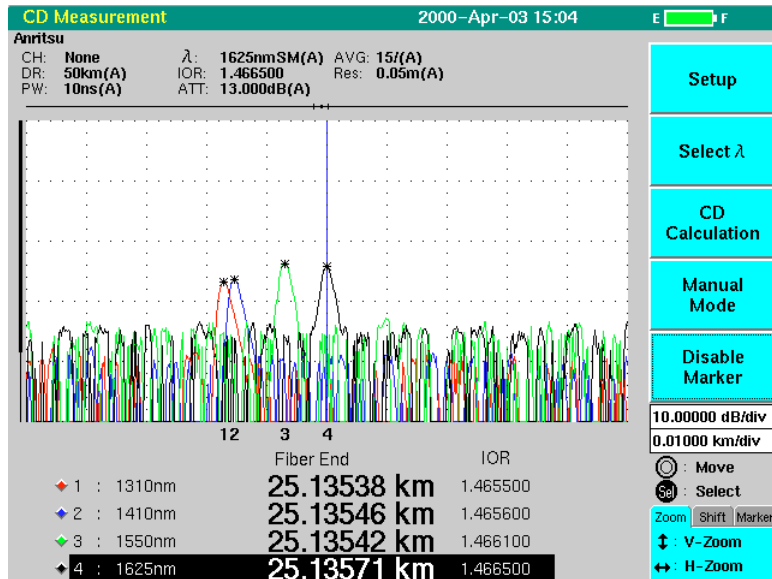 CD Measurement 2000-Apr-03 15:04 E F
Anritsu
CH: None λ: 1625nmSM(A) AVG: 15/(A)
DR: 50km(A) IOR: 1.466500 Res: 0.05m(A)
PW: 10ns(A) ATT: 13.000dB(A)
12 3 4
Fiber End IOR
1 : 1310nm 25.13538 km 1.465500
2 : 1410nm 25.13546 km 1.465600
3 : 1550nm 25.13542 km 1.466100
4 : 1625nm 25.13571 km 1.466500
Setup
Select λ
CD
Calculation
Manual
Mode
Disable
Marker
10.00000 dB/div
0.01000 km/div
: Move
Sel : Select
Zoom Shift Marker
: V-Zoom
: H-Zoom